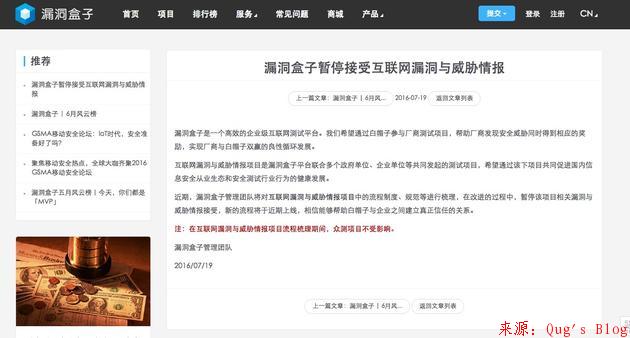 漏洞盒子 首页 项目 排行榜 服务 常见问题 商城 产品 提交 登录 注册 CN
推荐
漏洞盒子暂停接受互联网漏洞与威胁情
报
漏洞盒子 | 6月风云榜
GSMA移动安全论坛：IoT时代，安全准
备好了吗？
聚焦移动安全热点，全球大咖齐聚2016
GSMA移动安全论坛
漏洞盒子五月风云榜 | 今天，你们都是
「MVP」
漏洞盒子暂停接受互联网漏洞与威胁情报
上一篇文章：漏洞盒子 | 6月风... 2016-07-19 返回文章列表
漏洞盒子是一个高效的企业级互联网测试平台。我们希望通过白帽子参与厂商测试项目，帮助厂商发现安全威胁同时得到相应的奖
励，实现厂商与白帽子双赢的良性循环发展。
互联网漏洞与威胁情报项目是漏洞盒子平台联合多个政府单位、企业单位等共同发起的测试项目，希望通过该下项目共同促进国内信
息安全从业生态和安全测试行业行为的健康发展。
近期，漏洞盒子管理团队将对互联网漏洞与威胁情报项目中的流程制度、规范等进行梳理，在改进的过程中，暂停该项目相关漏洞与
威胁情报接受，新的流程将于近期上线，相信能够帮助白帽子与企业之间建立真正信任的关系。
注：在互联网漏洞与威胁情报项目流程梳理期间，众测项目不受影响。
漏洞盒子管理团队
2016/07/19
上一篇文章：漏洞盒子 | 6月风... 返回文章列表
来源：Qug's Blog